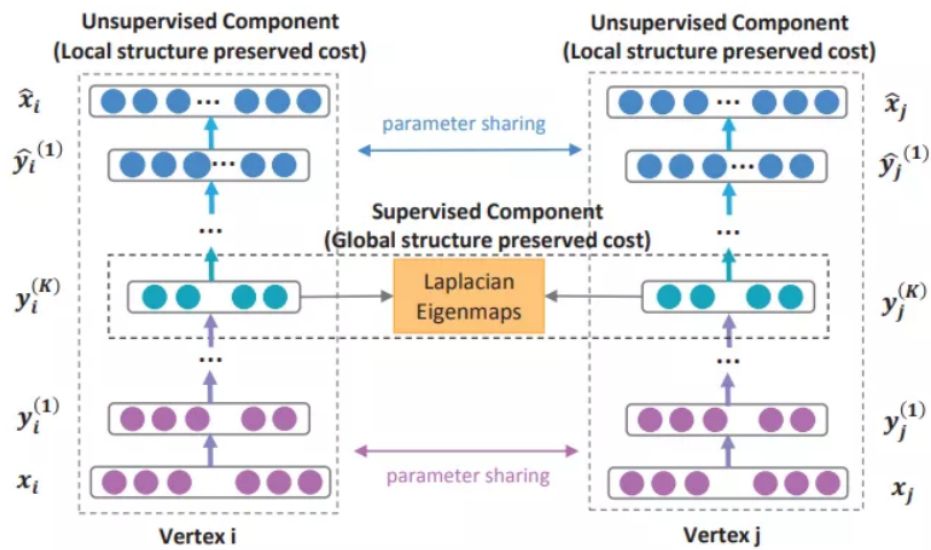 Unsupervised Component
(Local structure preserved cost)
Unsupervised Component
(Local structure preserved cost)
x̂ᵢ
...
...
x̂ⱼ
parameter sharing
ŷᵢ⁽¹⁾
...
...
ŷⱼ⁽¹⁾
...
Supervised Component
(Global structure preserved cost)
...
yᵢ⁽ᴷ⁾
Laplacian
Eigenmaps
yⱼ⁽ᴷ⁾
...
...
yᵢ⁽¹⁾
yⱼ⁽¹⁾
xᵢ
parameter sharing
xⱼ
Vertex i
Vertex j